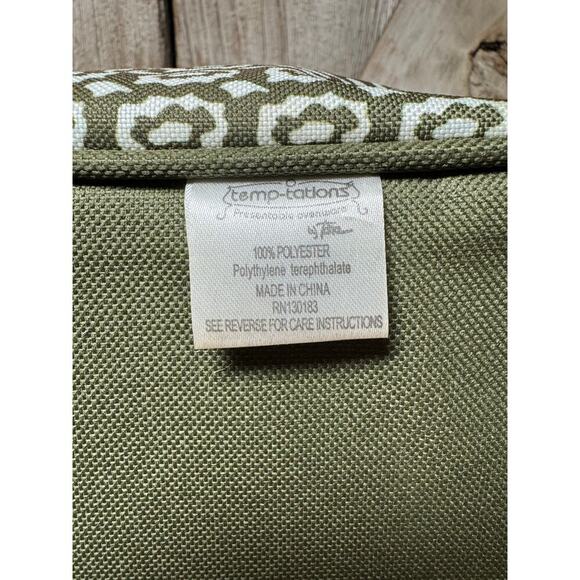 temp-tations
Presentable ovenware
by Tara
100% POLYESTER
Polythylene terephthalate
MADE IN CHINA
RN130183
SEE REVERSE FOR CARE INSTRUCTIONS